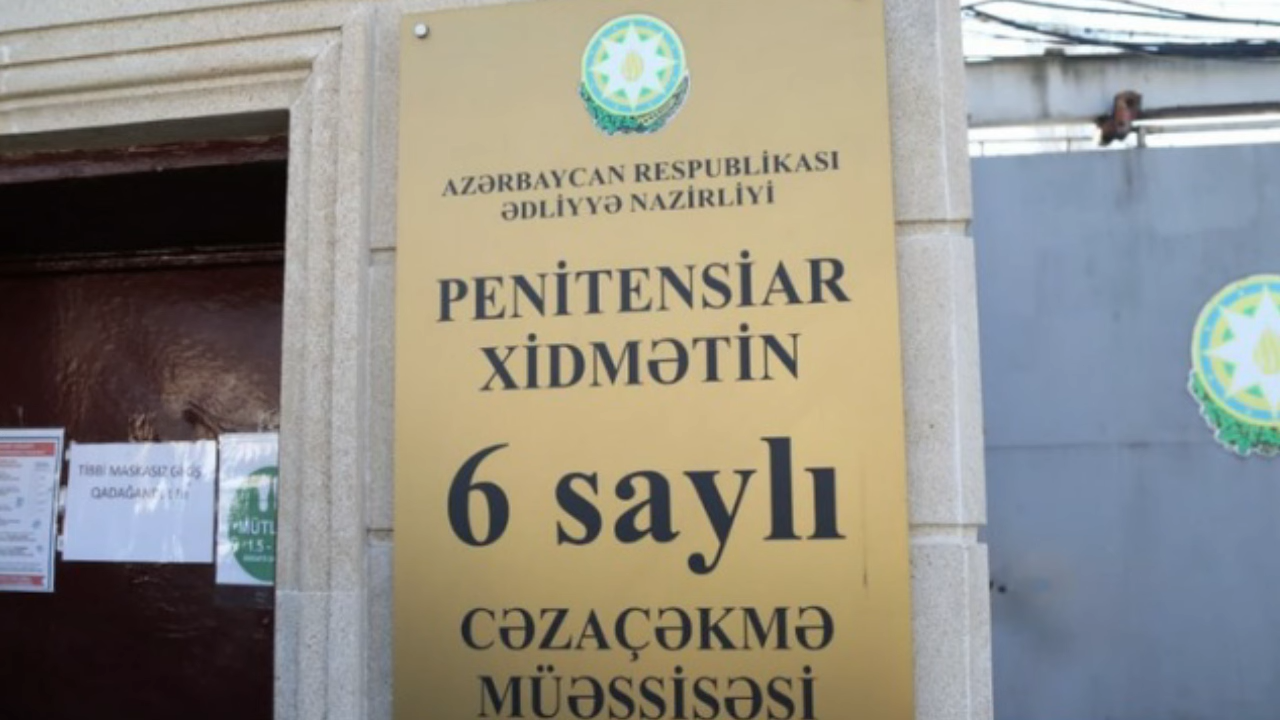 AZƏRBAYCAN RESPUBLİKASI
ƏDLİYYƏ NAZİRLİYİ
PENİTENSİAR
XİDMƏTİN
6 saylı
CƏZAÇƏKMƏ
MÜƏSSİSƏSİ
TİBBİ MASKASIZ GİRİŞ